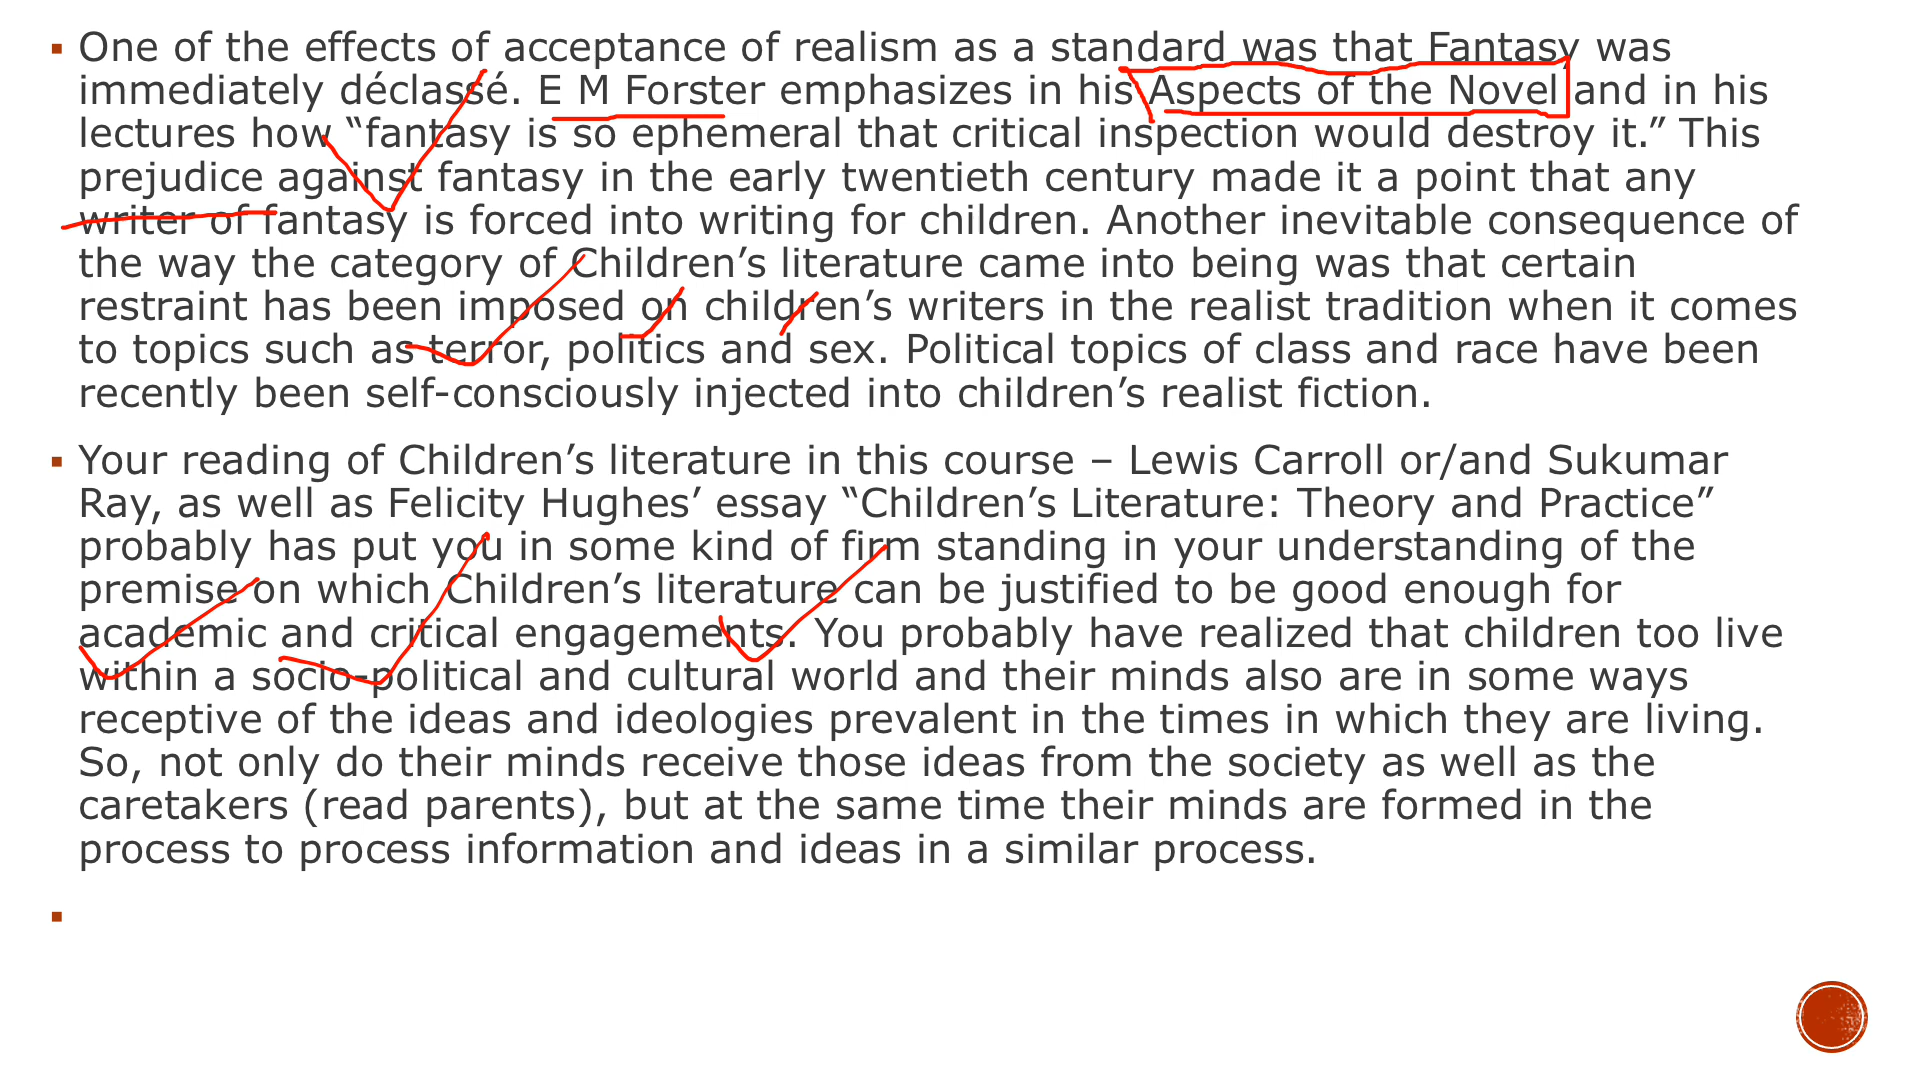 One of the effects of acceptance of realism as a standard was that Fantasy was
immediately déclassé. E M Forster emphasizes in his Aspects of the Novel and in his
lectures how “fantasy is so ephemeral that critical inspection would destroy it.” This
prejudice against fantasy in the early twentieth century made it a point that any
writer of fantasy is forced into writing for children. Another inevitable consequence of
the way the category of Children’s literature came into being was that certain
restraint has been imposed on children’s writers in the realist tradition when it comes
to topics such as terror, politics and sex. Political topics of class and race have been
recently been self-consciously injected into children’s realist fiction.
Your reading of Children’s literature in this course – Lewis Carroll or/and Sukumar
Ray, as well as Felicity Hughes’ essay “Children’s Literature: Theory and Practice”
probably has put you in some kind of firm standing in your understanding of the
premise on which Children’s literature can be justified to be good enough for
academic and critical engagements. You probably have realized that children too live
within a socio-political and cultural world and their minds also are in some ways
receptive of the ideas and ideologies prevalent in the times in which they are living.
So, not only do their minds receive those ideas from the society as well as the
caretakers (read parents), but at the same time their minds are formed in the
process to process information and ideas in a similar process.